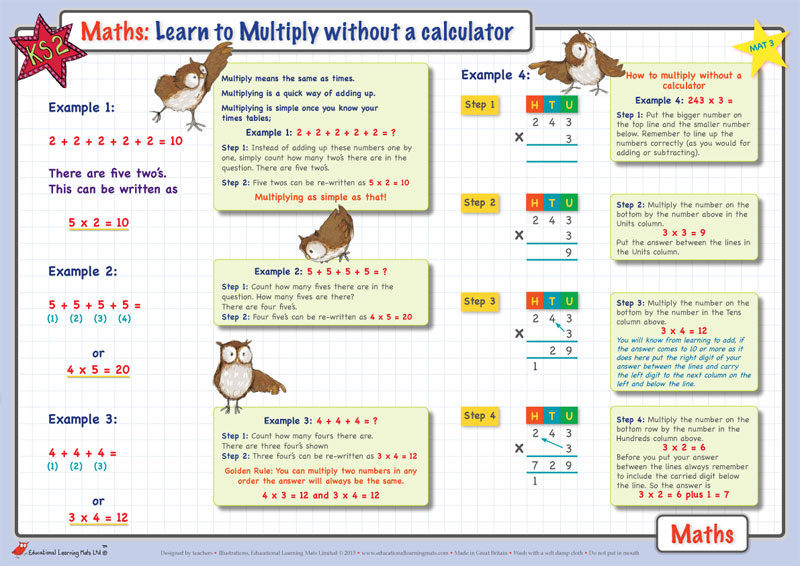 KS2
Maths: Learn to Multiply without a calculator
MAT 3
Example 1:
2 + 2 + 2 + 2 + 2 = 10
There are five two's.
This can be written as
5 x 2 = 10
Example 2:
5 + 5 + 5 + 5 =
(1) (2) (3) (4)
or
4 x 5 = 20
Example 3:
4 + 4 + 4 =
(1) (2) (3)
or
3 x 4 = 12
Multiply means the same as times.
Multiplying is a quick way of adding up.
Multiplying is simple once you know your
times tables;
Example 1: 2 + 2 + 2 + 2 + 2 = ?
Step 1: Instead of adding up these numbers one by
one, simply count how many two's there are in the
question. There are five two's.
Step 2: Five twos can be re-written as 5 x 2 = 10
Multiplying as simple as that!
Example 2: 5 + 5 + 5 + 5 = ?
Step 1: Count how many fives there are in the
question. How many fives are there?
There are four five's.
Step 2: Four five's can be re-written as 4 x 5 = 20
Example 3: 4 + 4 + 4 = ?
Step 1: Count how many fours there are.
There are three four's shown
Step 2: Three four's can be re-written as 3 x 4 = 12
Golden Rule: You can multiply two numbers in any
order the answer will always be the same.
4 x 3 = 12 and 3 x 4 = 12
Example 4:
Step 1
H T U
2 4 3
x 3
Step 2
H T U
2 4 3
x 3
9
Step 3
H T U
2 4 3
x 3
2 9
1
Step 4
H T U
2 4 3
x 3
7 2 9
1
How to multiply without a
calculator
Example 4: 243 x 3 =
Step 1: Put the bigger number on
the top line and the smaller number
below. Remember to line up the
numbers correctly (as you would for
adding or subtracting).
Step 2: Multiply the number on the
bottom by the number above in the
Units column.
3 x 3 = 9
Put the answer between the lines in
the Units column.
Step 3: Multiply the number on the
bottom by the number in the Tens
column above.
3 x 4 = 12
You will know from learning to add, if
the answer comes to 10 or more as it
does here put the right digit of your
answer between the lines and carry
the left digit to the next column on the
left and below the line.
Step 4: Multiply the number on the
bottom row by the number in the
Hundreds column above.
3 x 2 = 6
Before you put your answer
between the lines always remember
to include the carried digit below
the line. So the answer is
3 x 2 = 6 plus 1 = 7
Maths
Educational Learning Mats Ltd © ™
Designed by teachers • Illustrations, Educational Learning Mats Limited © 2013 • www.educationallearningmats.com • Made in Great Britain • Wash with a soft damp cloth • Do not put in mouth